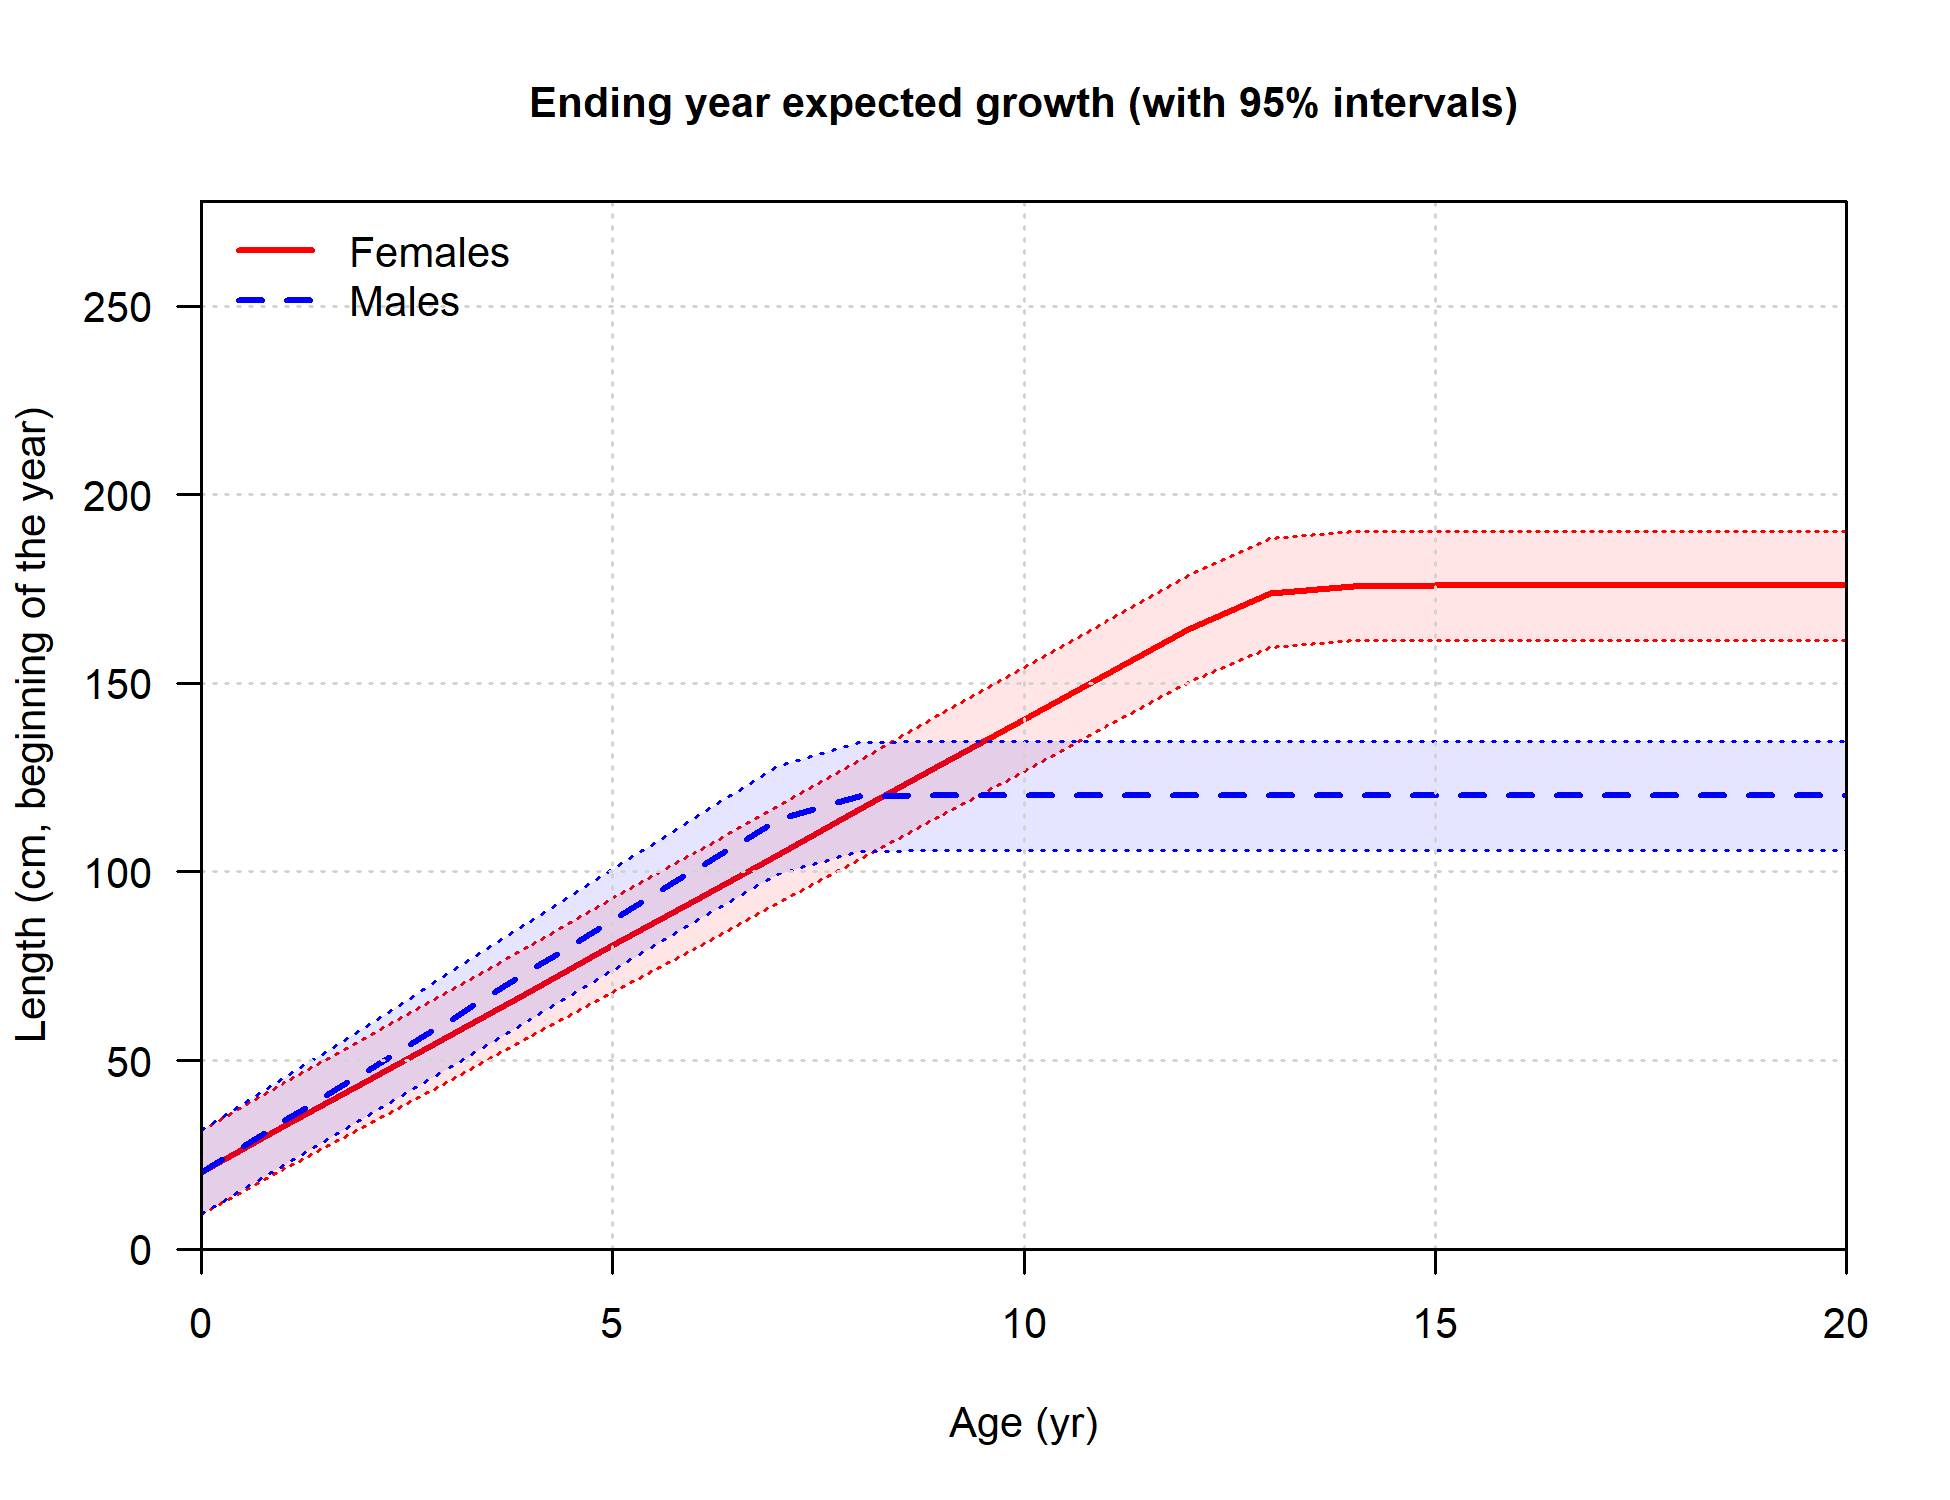 Ending year expected growth (with 95% intervals)
Females
Males
250
200
150
100
50
0
Length (cm, beginning of the year)
0 5 10 15 20
Age (yr)